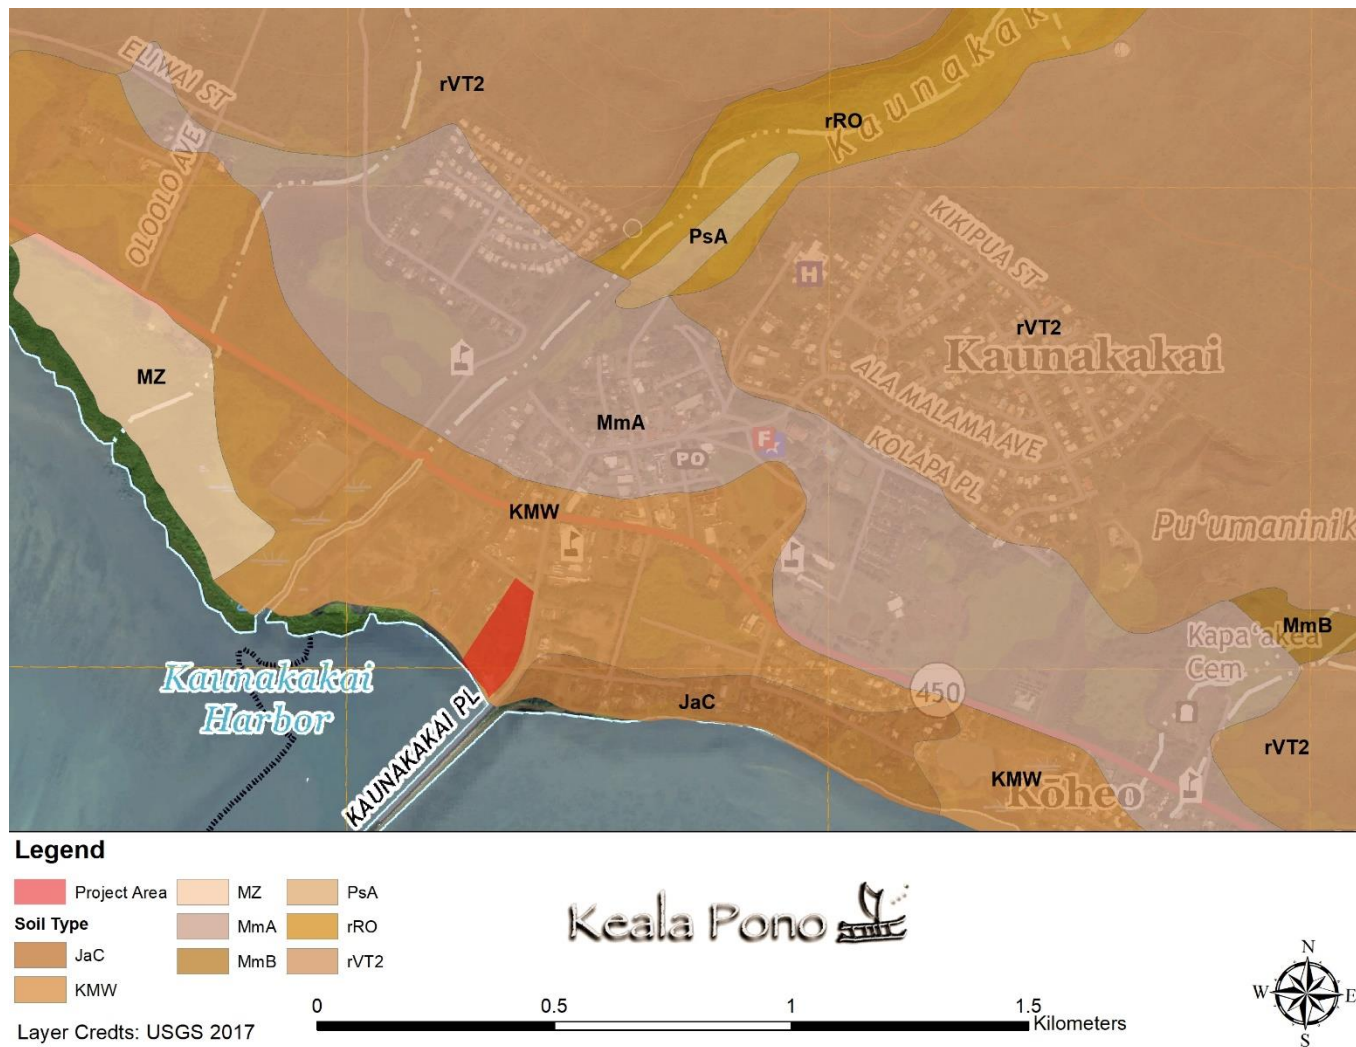 ELIWAI ST
rVT2
Kaunakak
rRO
OLOOLO AVE
PsA
KIKIPUA ST
H
rVT2
Kaunakakai
MZ
MmA
ALA MALAMA AVE
F
KOLAPA PL
PO
KMW
Pu'umaninik
MmB
Kapa'akea
Cem
Kaunakakai
Harbor
450
JaC
KAUNAKAKAI PL
rVT2
KMW
Kōheo
Legend
Project Area
MZ
PsA
Soil Type
MmA
rRO
JaC
MmB
rVT2
KMW
Keala Pono
N
W E
S
0 0.5 1 1.5
Kilometers
Layer Credts: USGS 2017